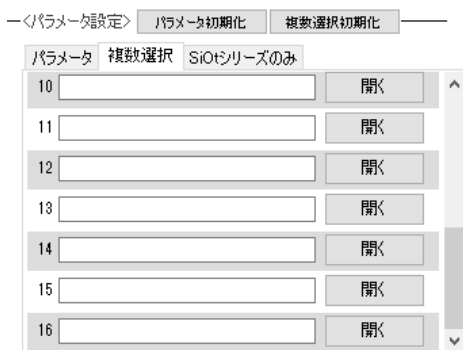 <パラメータ設定> パラメータ初期化 複数選択初期化
パラメータ 複数選択 SiOtシリーズのみ
10 開く
11 開く
12 開く
13 開く
14 開く
15 開く
16 開く